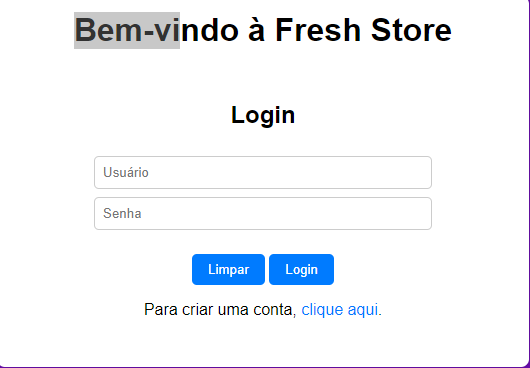 Bem-vindo à Fresh Store
Login
Usuário
Senha
Limpar Login
Para criar uma conta, clique aqui.